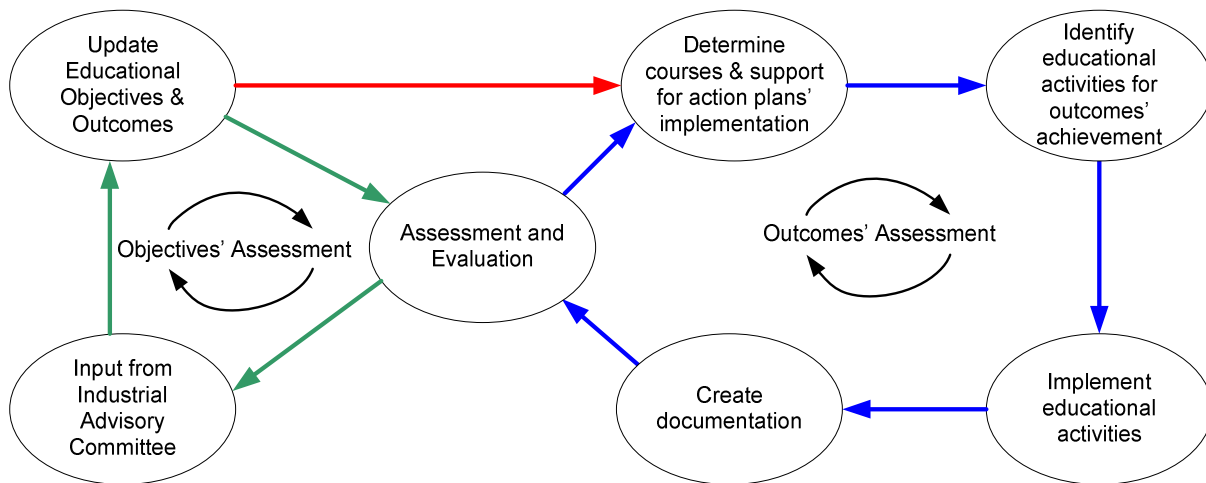 Update
Educational
Objectives &
Outcomes
Determine
courses & support
for action plans’
implementation
Identify
educational
activities for
outcomes’
achievement
Objectives’ Assessment
Assessment and
Evaluation
Outcomes’ Assessment
Input from
Industrial
Advisory
Committee
Create
documentation
Implement
educational
activities